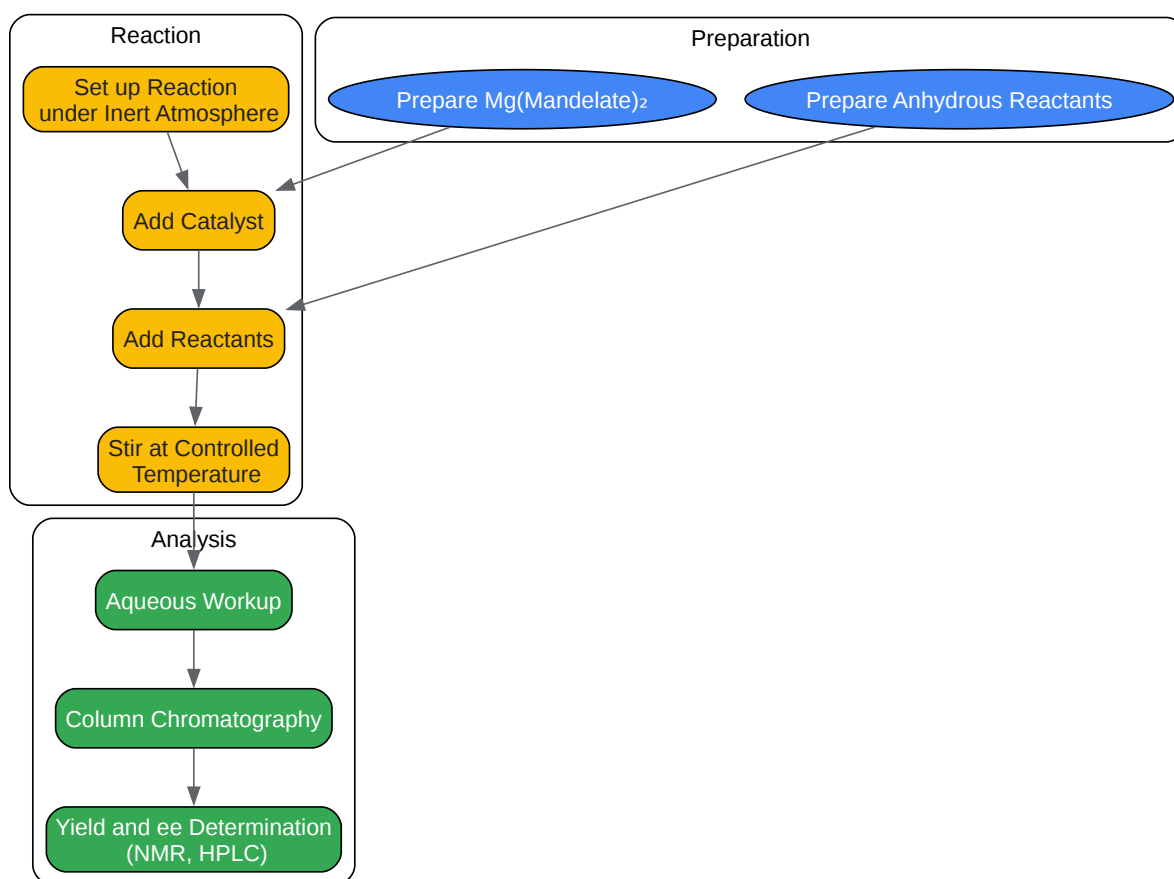 Reaction
Set up Reaction
under Inert Atmosphere
Add Catalyst
Add Reactants
Stir at Controlled
Temperature
Preparation
Prepare Mg(Mandelate)₂
Prepare Anhydrous Reactants
Analysis
Aqueous Workup
Column Chromatography
Yield and ee Determination
(NMR, HPLC)